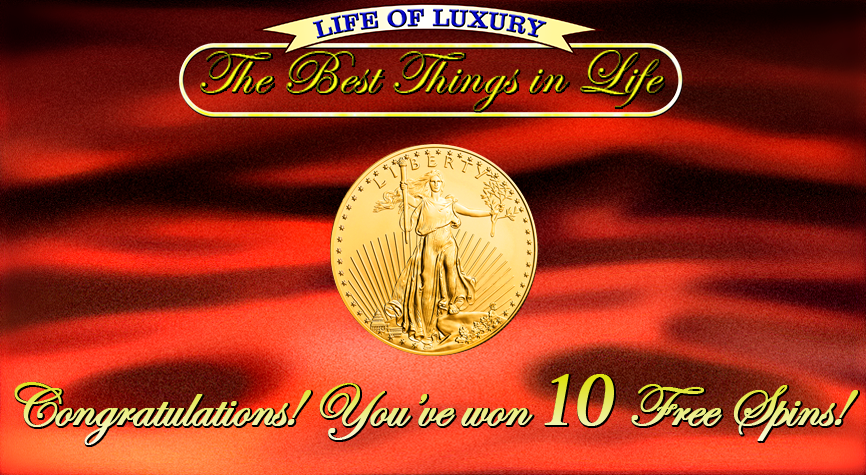 LIFE OF LUXURY
The Best Things in Life
LIBERTY
Congratulations! You've won 10 Free Spins!